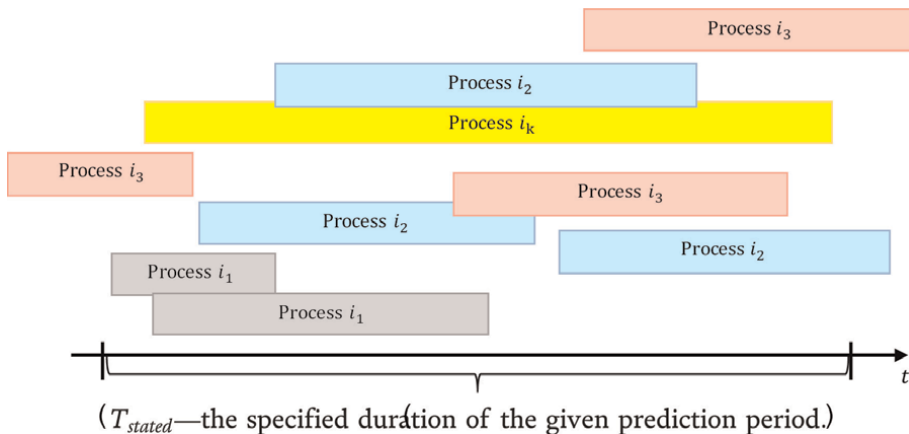 Process i₃
Process i₂
Process iₖ
Process i₃
Process i₃
Process i₂
Process i₂
Process i₁
Process i₁
t
(T_stated—the specified duration of the given prediction period.)